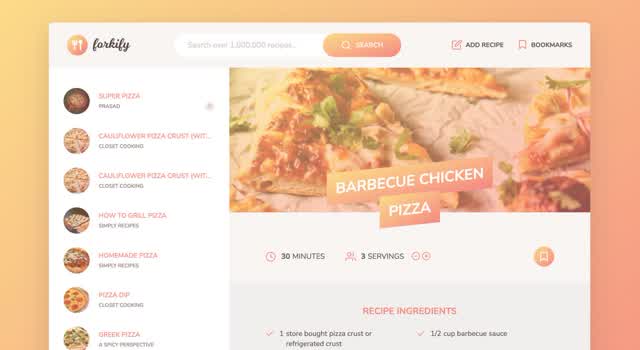 forkify
Search over 1,000,000 recipes...
SEARCH
ADD RECIPE
BOOKMARKS
SUPER PIZZA
PRASAD
CAULIFLOWER PIZZA CRUST (WIT...
CLOSET COOKING
CAULIFLOWER PIZZA CRUST (WIT...
CLOSET COOKING
HOW TO GRILL PIZZA
SIMPLY RECIPES
HOMEMADE PIZZA
SIMPLY RECIPES
PIZZA DIP
CLOSET COOKING
GREEK PIZZA
A SPICY PERSPECTIVE
BARBECUE CHICKEN
PIZZA
30 MINUTES
3 SERVINGS
RECIPE INGREDIENTS
1 store bought pizza crust or
refrigerated crust
1/2 cup barbecue sauce